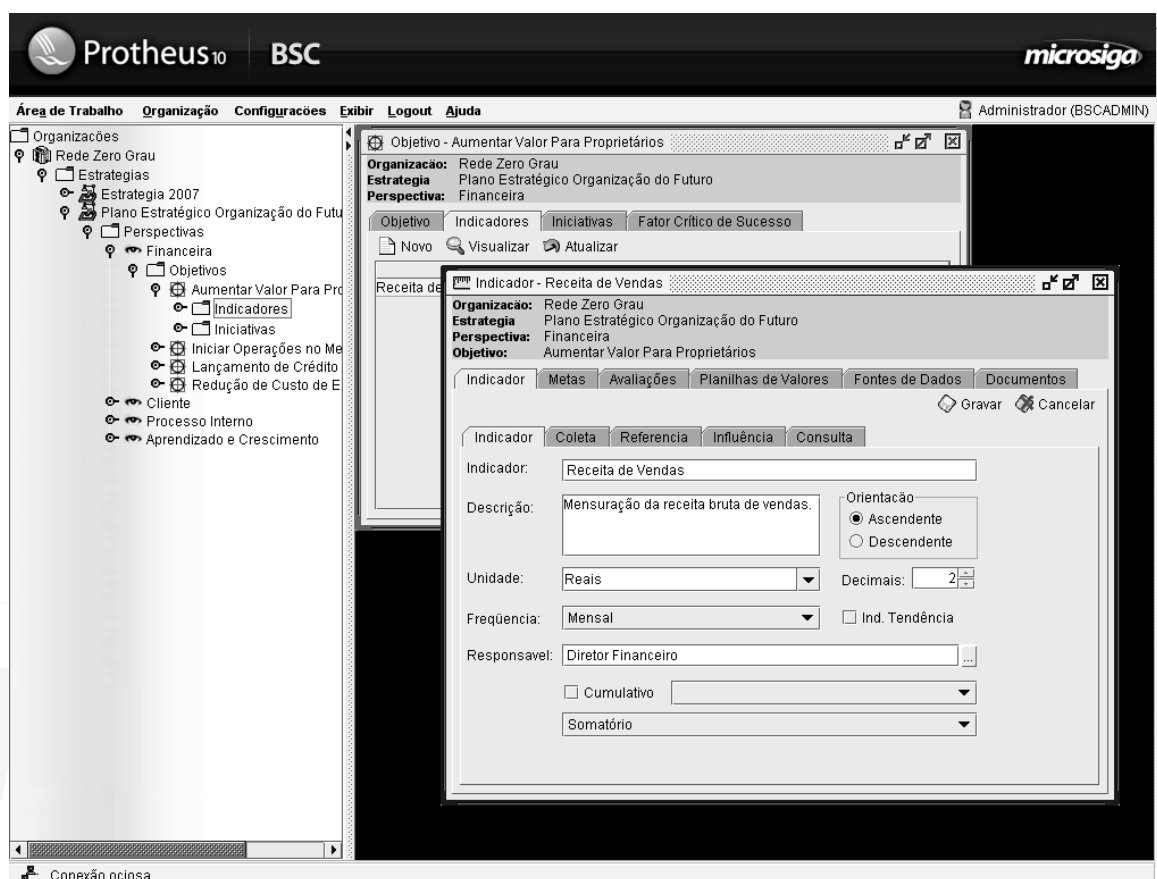 Protheus10 BSC microsiga
Área de Trabalho Organização Configuracões Exibir Logout Ajuda Administrador (BSCADMIN)
Organizacões
Rede Zero Grau
Estrategias
Estrategia 2007
Plano Estratégico Organização do Futu
Perspectivas
Financeira
Objetivos
Aumentar Valor Para Pro
Indicadores
Iniciativas
Iniciar Operações no Me
Lançamento de Crédito
Redução de Custo de E
Cliente
Processo Interno
Aprendizado e Crescimento
Objetivo - Aumentar Valor Para Proprietários
Organizacão: Rede Zero Grau
Estrategia Plano Estratégico Organização do Futuro
Perspectiva: Financeira
Objetivo Indicadores Iniciativas Fator Crítico de Sucesso
Novo Visualizar Atualizar
Receita de
Indicador - Receita de Vendas
Organizacão: Rede Zero Grau
Estrategia Plano Estratégico Organização do Futuro
Perspectiva: Financeira
Objetivo: Aumentar Valor Para Proprietários
Indicador Metas Avaliações Planilhas de Valores Fontes de Dados Documentos
Gravar Cancelar
Indicador Coleta Referencia Influência Consulta
Indicador: Receita de Vendas
Descrição: Mensuração da receita bruta de vendas. Orientacão
Ascendente
Descendente
Unidade: Reais Decimais: 2
Freqüencia: Mensal Ind. Tendência
Responsavel: Diretor Financeiro ...
Cumulativo
Somatório
Conexão ociosa